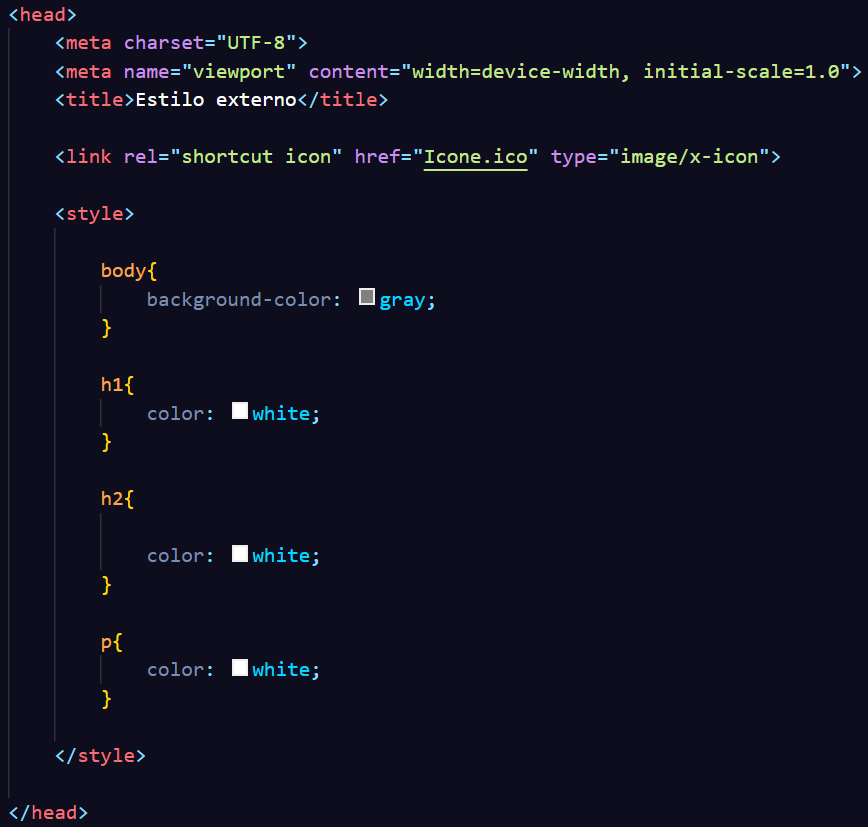 <head>
    <meta charset="UTF-8">
    <meta name="viewport" content="width=device-width, initial-scale=1.0">
    <title>Estilo externo</title>

    <link rel="shortcut icon" href="Icone.ico" type="image/x-icon">

    <style>

        body{
            background-color: gray;
        }

        h1{
            color: white;
        }

        h2{

            color: white;
        }

        p{
            color: white;
        }

    </style>

</head>